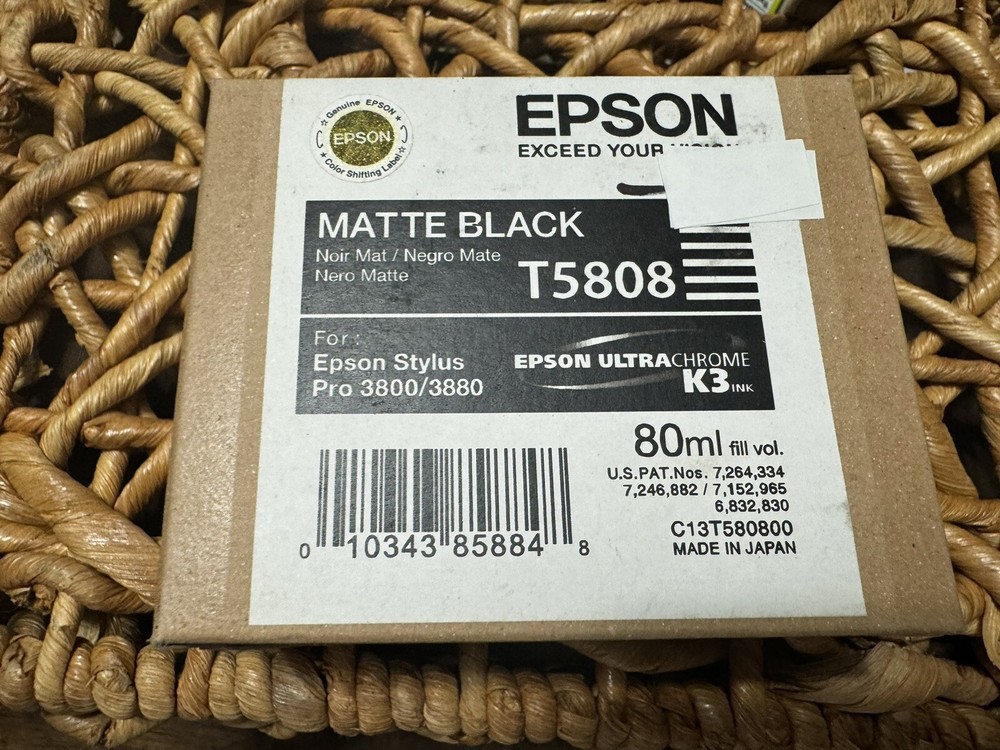 Genuine EPSON
EPSON
Color Shifting Label
EPSON
EXCEED YOUR
MATTE BLACK
Noir Mat / Negro Mate
Nero Matte
T5808
For :
Epson Stylus
Pro 3800/3880
EPSON ULTRACHROME
K3 INK
80ml fill vol.
U.S.PAT.Nos. 7,264,334
7,246,882 / 7,152,965
6,832,830
C13T580800
MADE IN JAPAN
0 10343 85884 8